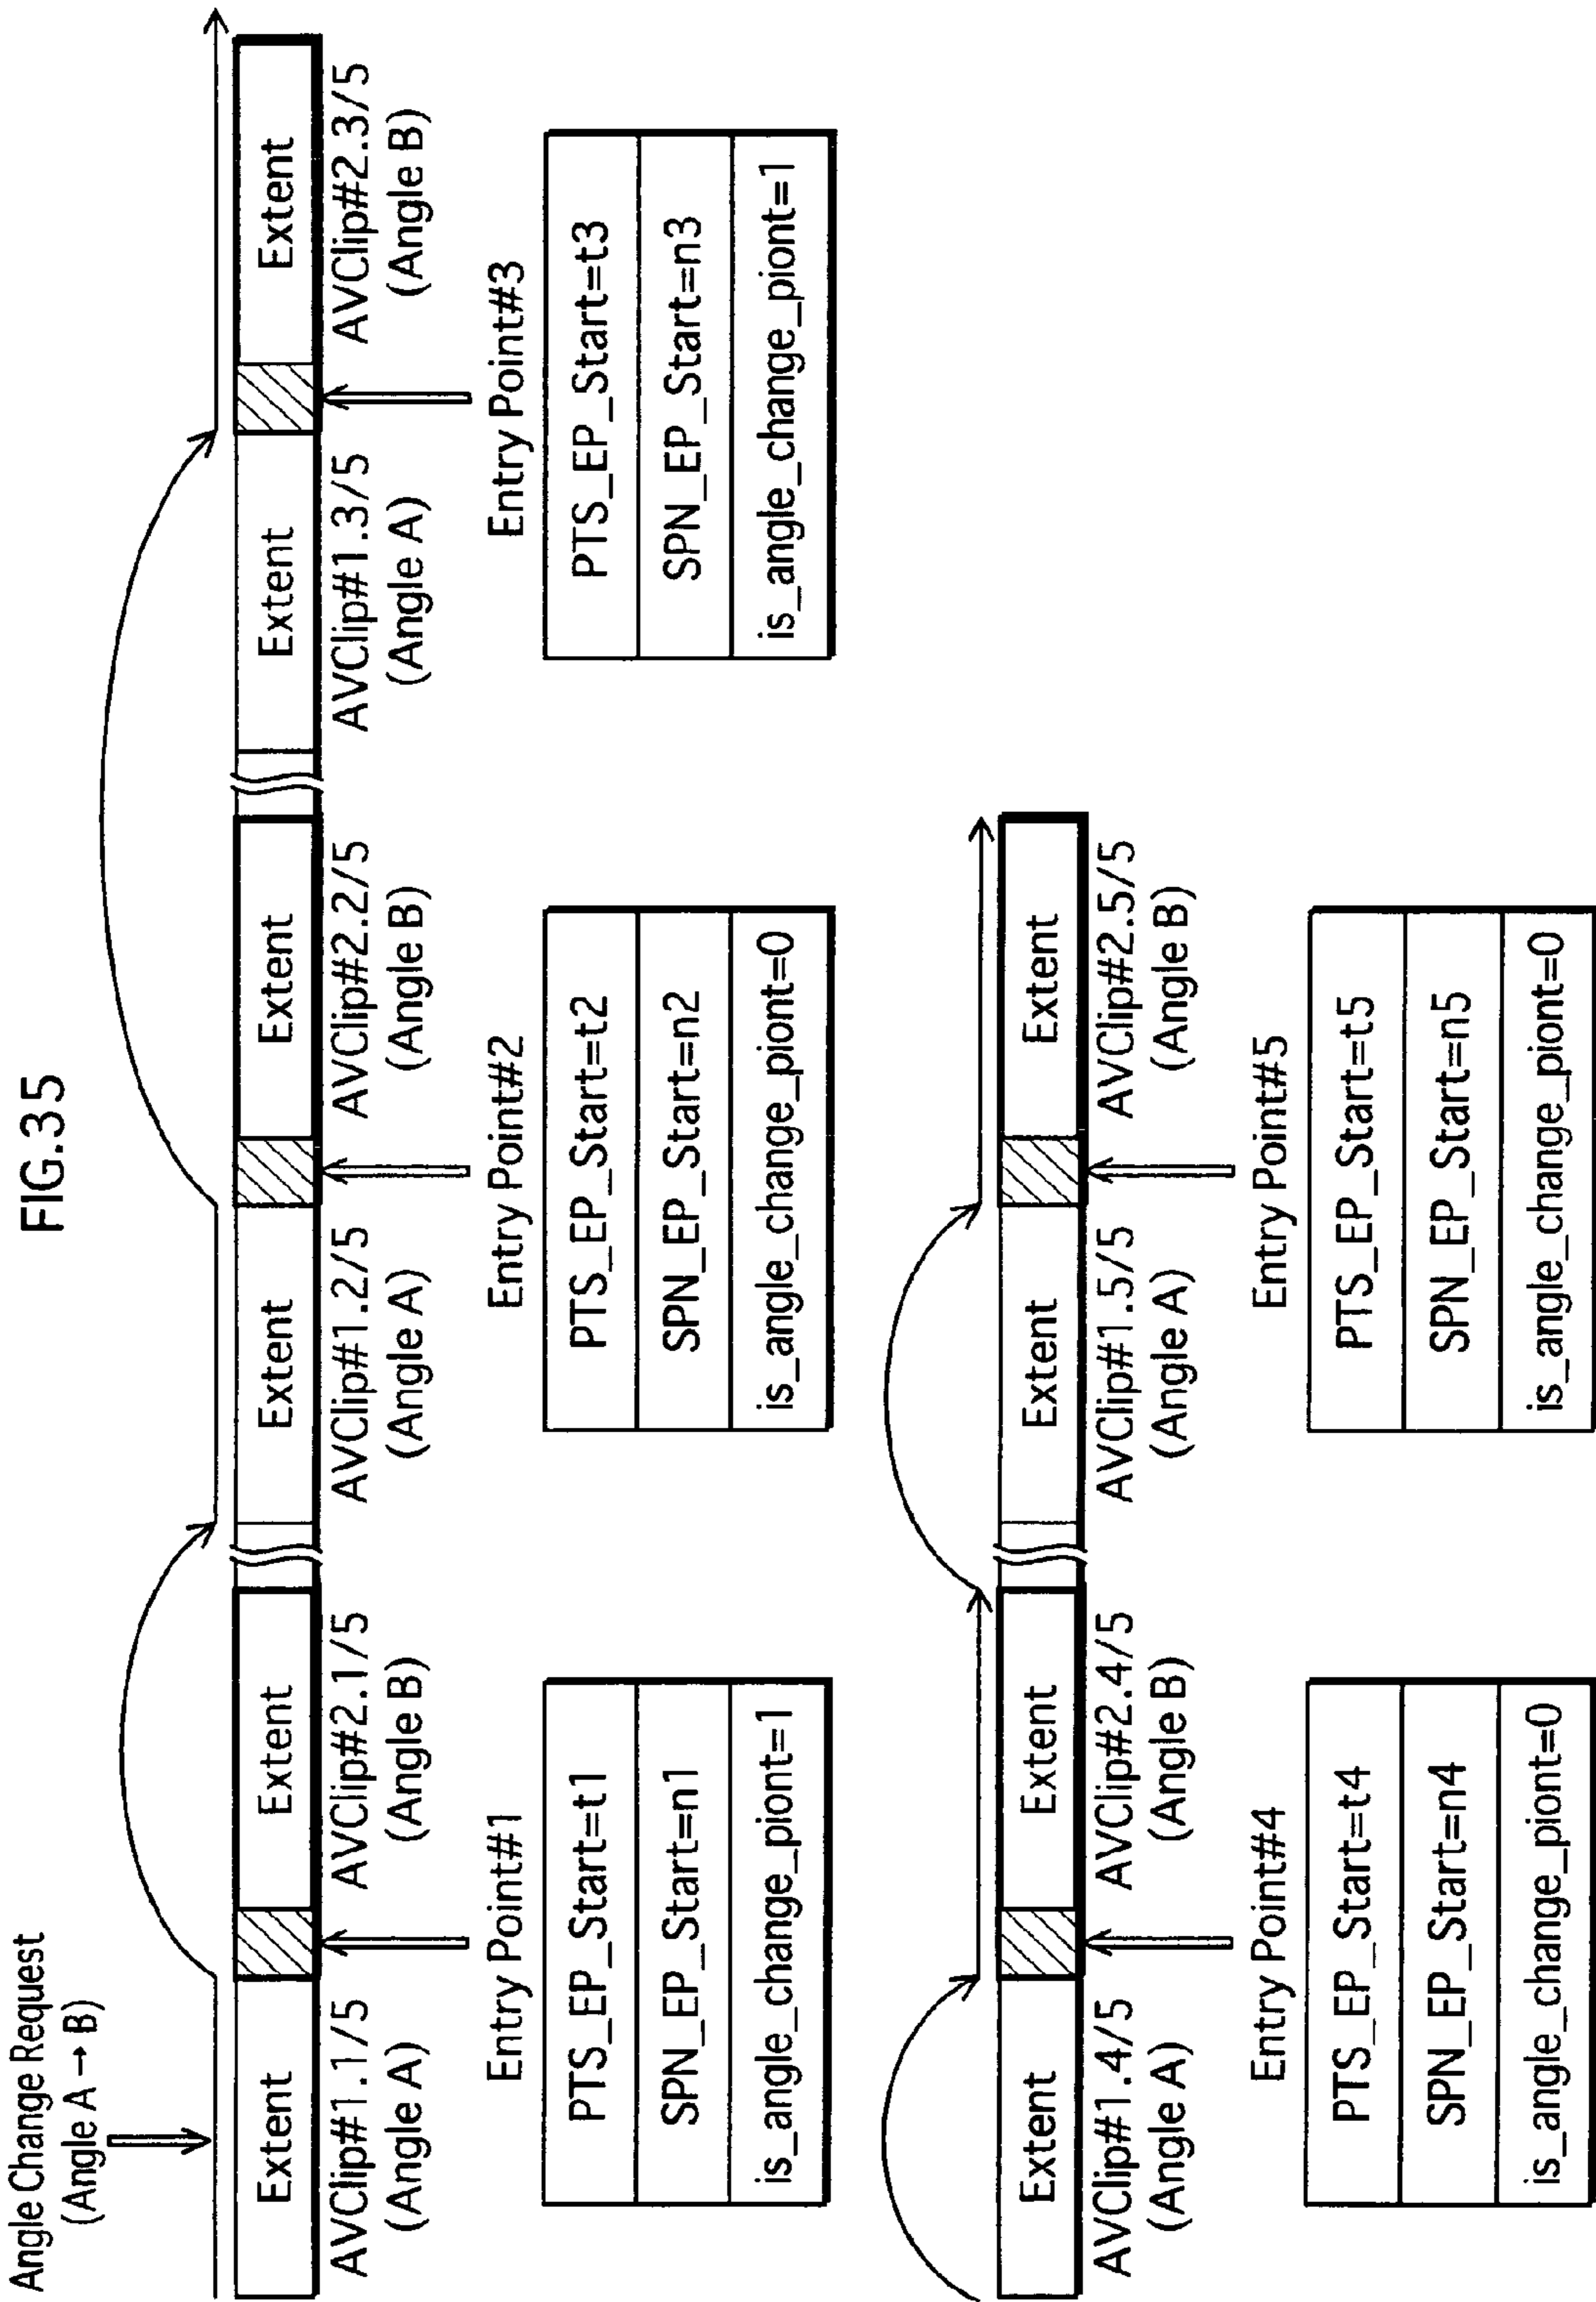 FIG.35
Angle Change Request
(Angle A → B)
Extent
Extent
Extent
Extent
Extent
Extent
AVClip#1.1/5
(Angle A)
AVClip#2.1/5
(Angle B)
AVClip#1.2/5
(Angle A)
AVClip#2.2/5
(Angle B)
AVClip#1.3/5
(Angle A)
AVClip#2.3/5
(Angle B)
Entry Point#1
PTS_EP_Start=t1
SPN_EP_Start=n1
is_angle_change_piont=1
Entry Point#2
PTS_EP_Start=t2
SPN_EP_Start=n2
is_angle_change_piont=0
Entry Point#3
PTS_EP_Start=t3
SPN_EP_Start=n3
is_angle_change_piont=1
Extent
Extent
Extent
Extent
AVClip#1.4/5
(Angle A)
AVClip#2.4/5
(Angle B)
AVClip#1.5/5
(Angle A)
AVClip#2.5/5
(Angle B)
Entry Point#4
PTS_EP_Start=t4
SPN_EP_Start=n4
is_angle_change_piont=0
Entry Point#5
PTS_EP_Start=t5
SPN_EP_Start=n5
is_angle_change_piont=0